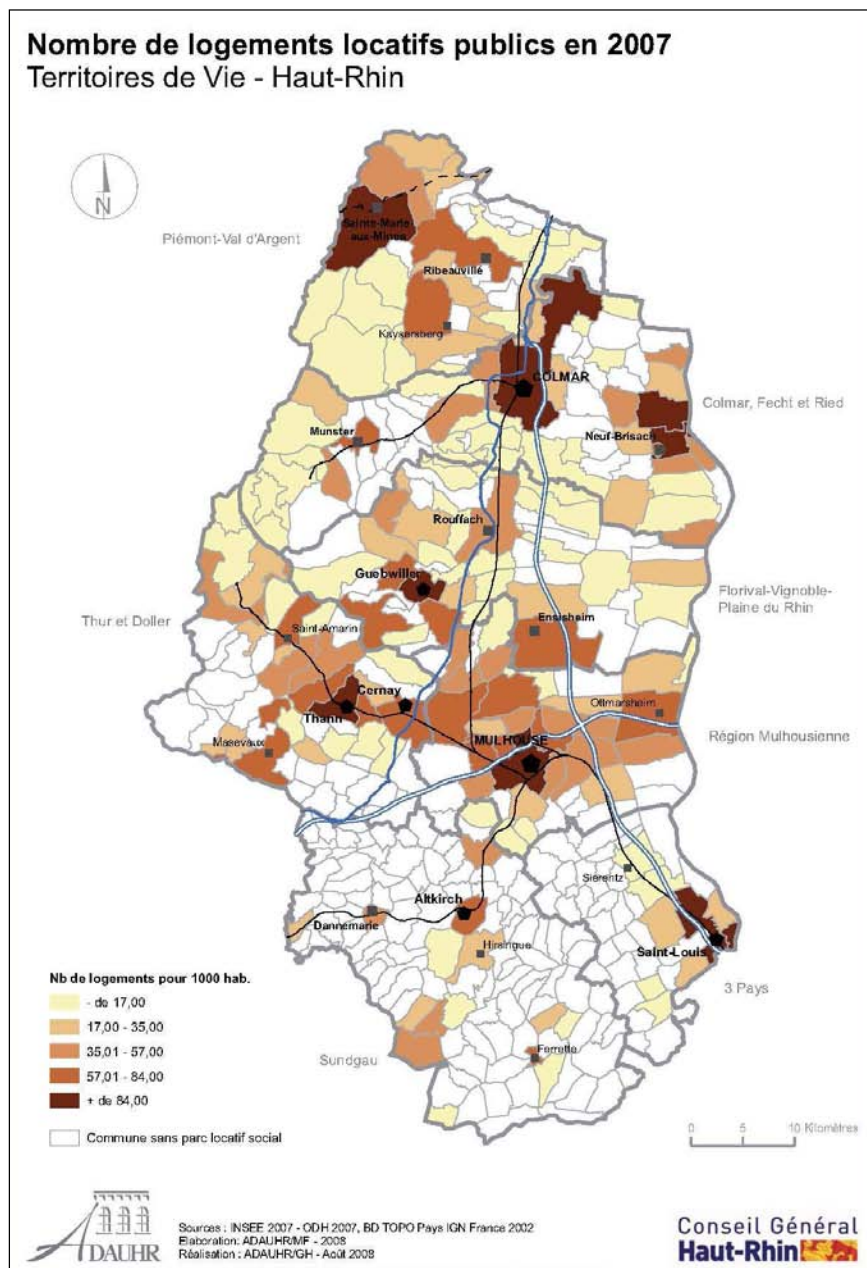 Nombre de logements locatifs publics en 2007
Territoires de Vie - Haut-Rhin
N
Piémont-Val d'Argent
Sainte-Marie-
aux-Mines
Ribeauvillé
Kaysersberg
COLMAR
Colmar, Fecht et Ried
Munster
Neuf-Brisach
Rouffach
Guebwiller
Florival-Vignoble-
Plaine du Rhin
Thur et Doller
Saint-Amarin
Ensisheim
Cernay
Thann
Ottmarsheim
MULHOUSE
Région Mulhousienne
Masevaux
Sierentz
Altkirch
Dannemarie
Hirsingue
Saint-Louis
3 Pays
Sundgau
Ferrette
Nb de logements pour 1000 hab.
- de 17,00
17,00 - 35,00
35,01 - 57,00
57,01 - 84,00
+ de 84,00
Commune sans parc locatif social
0 5 10 Kilomètres
ADAUHR
Sources : INSEE 2007 - ODH 2007, BD TOPO Pays IGN France 2002
Elaboration: ADAUHR/MF - 2008
Réalisation : ADAUHR/GH - Août 2008
Conseil Général
Haut-Rhin